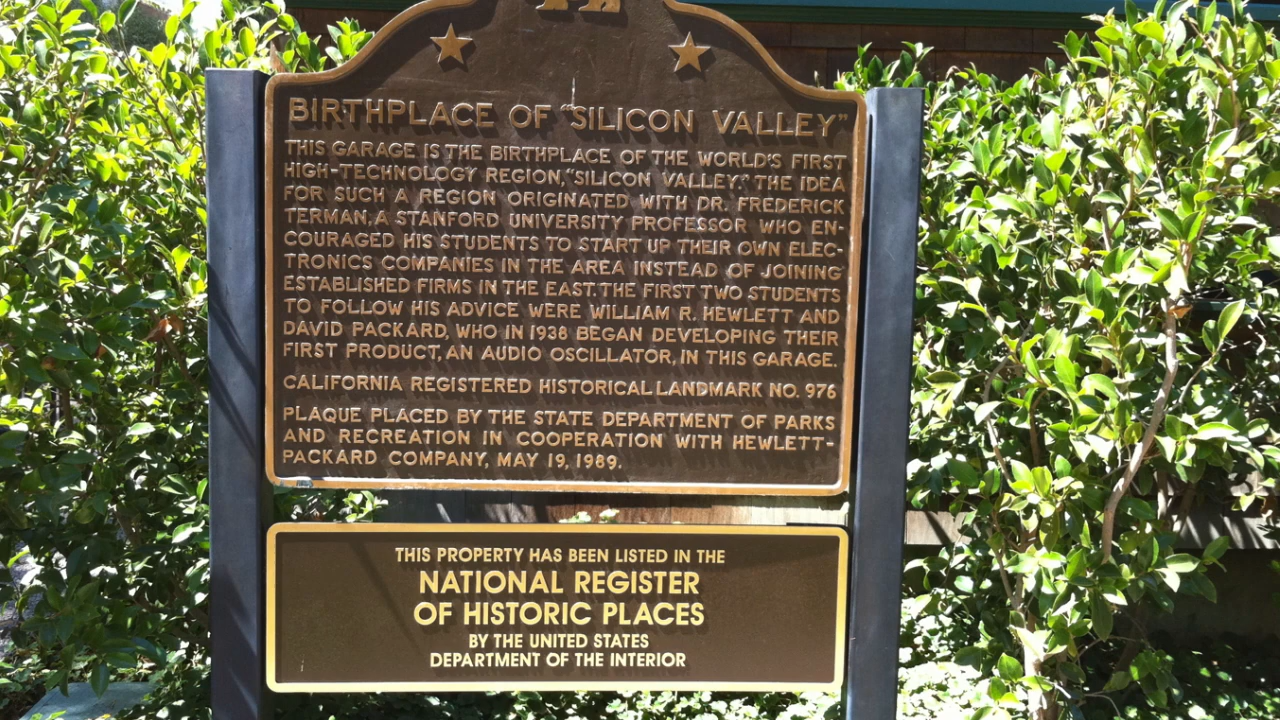 BIRTHPLACE OF "SILICON VALLEY"
THIS GARAGE IS THE BIRTHPLACE OF THE WORLD'S FIRST
HIGH-TECHNOLOGY REGION, "SILICON VALLEY." THE IDEA
FOR SUCH A REGION ORIGINATED WITH DR. FREDERICK
TERMAN, A STANFORD UNIVERSITY PROFESSOR WHO EN-
COURAGED HIS STUDENTS TO START UP THEIR OWN ELEC-
TRONICS COMPANIES IN THE AREA INSTEAD OF JOINING
ESTABLISHED FIRMS IN THE EAST. THE FIRST TWO STUDENTS
TO FOLLOW HIS ADVICE WERE WILLIAM R. HEWLETT AND
DAVID PACKARD, WHO IN 1938 BEGAN DEVELOPING THEIR
FIRST PRODUCT, AN AUDIO OSCILLATOR, IN THIS GARAGE.
CALIFORNIA REGISTERED HISTORICAL LANDMARK NO. 976
PLAQUE PLACED BY THE STATE DEPARTMENT OF PARKS
AND RECREATION IN COOPERATION WITH HEWLETT-
PACKARD COMPANY, MAY 19, 1989.
THIS PROPERTY HAS BEEN LISTED IN THE
NATIONAL REGISTER
OF HISTORIC PLACES
BY THE UNITED STATES
DEPARTMENT OF THE INTERIOR